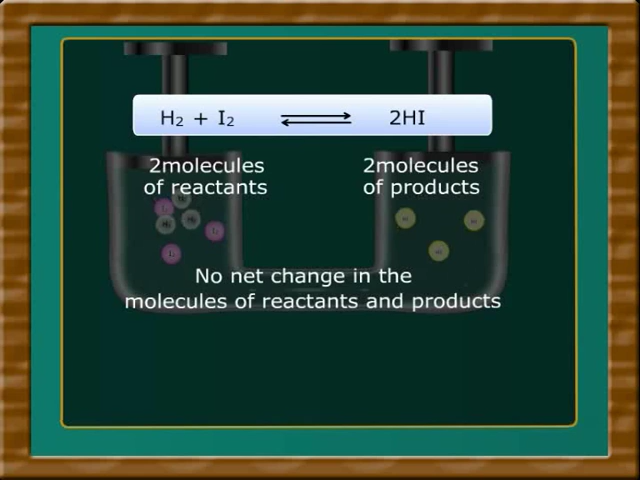 H₂ + I₂ ⇌ 2HI
2molecules 2molecules
of reactants of products
No net change in the
molecules of reactants and products